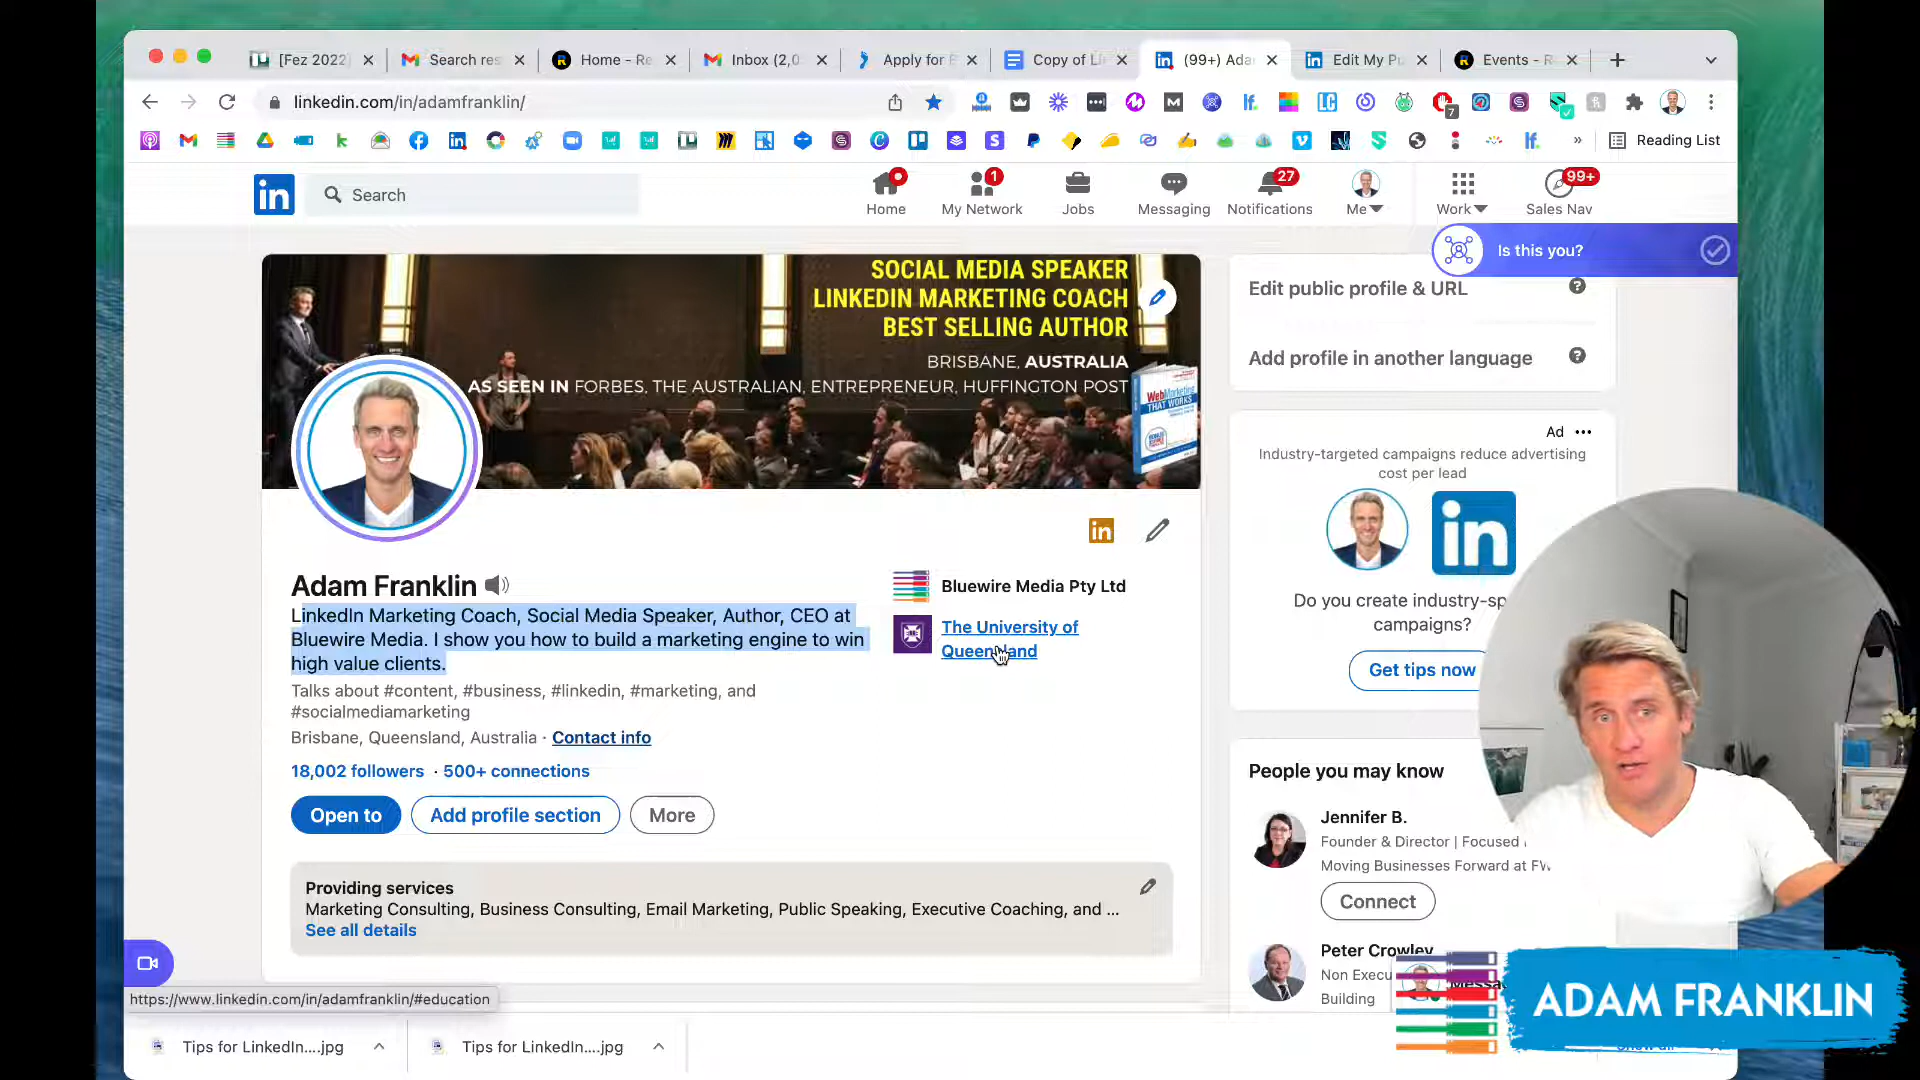 [Fez 2022]
Search res
Home - Re
Inbox (2,0
Apply for
Copy of Li
(99+) Ada
Edit My Pu
Events - R
linkedin.com/in/adamfranklin/
Reading List
Search
Home
1
My Network
Jobs
Messaging
27
Notifications
Me
Work
99+
Sales Nav
Is this you?
SOCIAL MEDIA SPEAKER
LINKEDIN MARKETING COACH
BEST SELLING AUTHOR
BRISBANE, AUSTRALIA
AS SEEN IN FORBES, THE AUSTRALIAN, ENTREPRENEUR, HUFFINGTON POST
Web Marketing
THAT WORKS
Adam Franklin
LinkedIn Marketing Coach, Social Media Speaker, Author, CEO at
Bluewire Media. I show you how to build a marketing engine to win
high value clients.
Talks about #content, #business, #linkedin, #marketing, and
#socialmediamarketing
Brisbane, Queensland, Australia · Contact info
18,002 followers · 500+ connections
Open to
Add profile section
More
Bluewire Media Pty Ltd
The University of
Queensland
Providing services
Marketing Consulting, Business Consulting, Email Marketing, Public Speaking, Executive Coaching, and ...
See all details
Edit public profile & URL
Add profile in another language
Ad
Industry-targeted campaigns reduce advertising
cost per lead
in
Do you create industry-sp
campaigns?
Get tips now
People you may know
Jennifer B.
Founder & Director | Focused
Moving Businesses Forward at FW
Connect
Peter Crowley
Non Execu
Building
ADAM FRANKLIN
https://www.linkedin.com/in/adamfranklin/#education
Tips for LinkedIn....jpg
Tips for LinkedIn....jpg